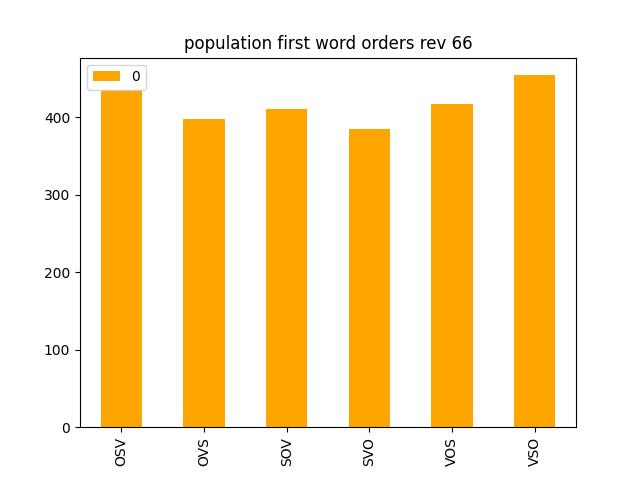 population first word orders rev 66
0
400
300
200
100
0
OSV
OVS
SOV
SVO
VOS
VSO